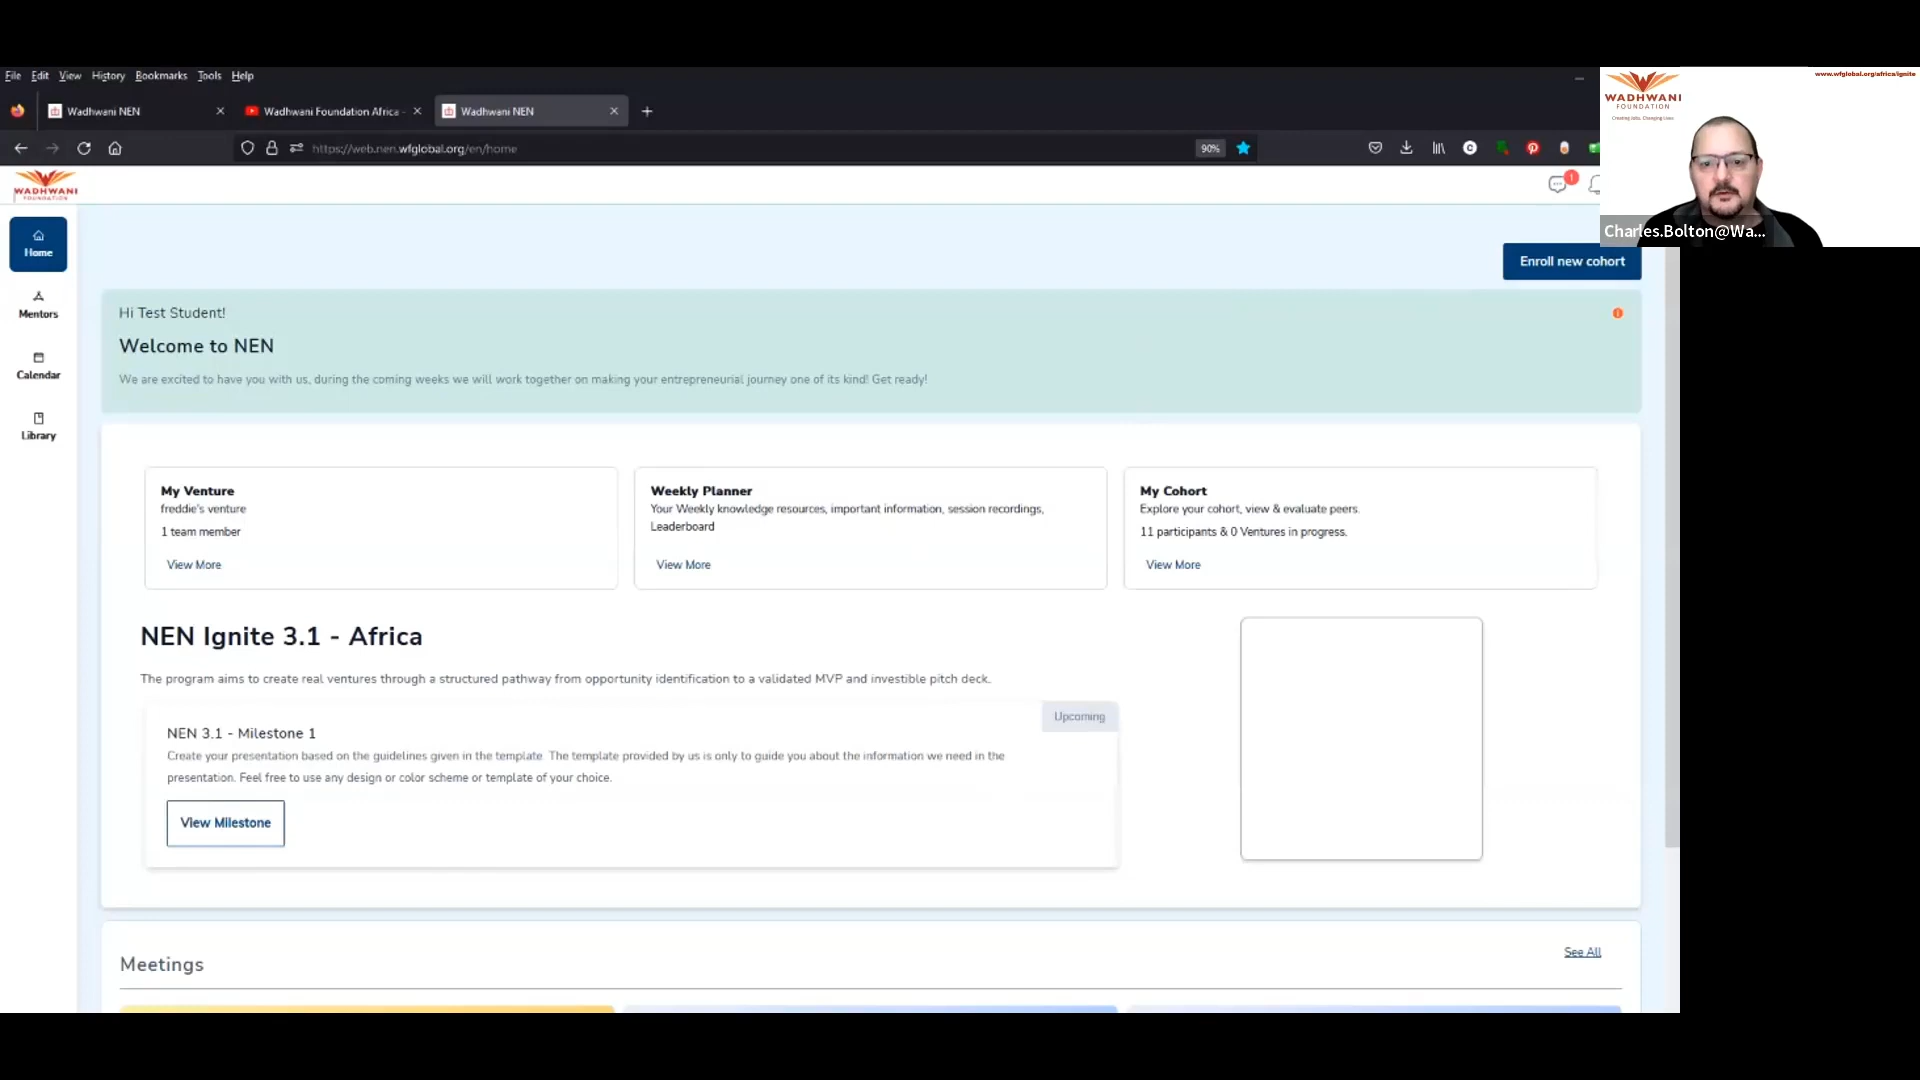 File Edit View History Bookmarks Tools Help
www.wfglobal.org/africa/ignite
WADHWANI
FOUNDATION
Creating Jobs. Changing Lives
Wadhwani NEN
Wadhwani Foundation Africa -
Wadhwani NEN
https://web.nen.wfglobal.org/en/home
90%
WADHWANI
FOUNDATION
1
Charles.Bolton@Wa...
Home
Mentors
Calendar
Library
Enroll new cohort
Hi Test Student!
Welcome to NEN
We are excited to have you with us, during the coming weeks we will work together on making your entrepreneurial journey one of its kind! Get ready!
My Venture
freddie's venture
1 team member
View More
Weekly Planner
Your Weekly knowledge resources, important information, session recordings,
Leaderboard
View More
My Cohort
Explore your cohort, view & evaluate peers.
11 participants & 0 Ventures in progress.
View More
NEN Ignite 3.1 - Africa
The program aims to create real ventures through a structured pathway from opportunity identification to a validated MVP and investible pitch deck.
Upcoming
NEN 3.1 - Milestone 1
Create your presentation based on the guidelines given in the template. The template provided by us is only to guide you about the information we need in the
presentation. Feel free to use any design or color scheme or template of your choice.
View Milestone
Meetings
See All